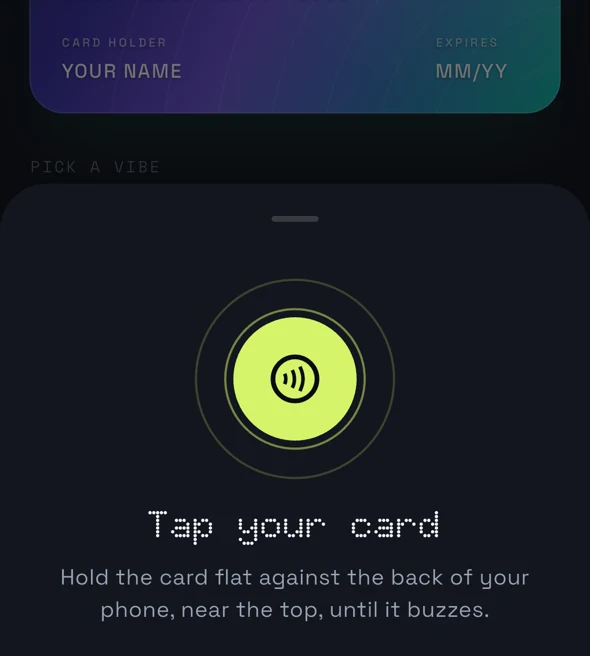 CARD HOLDER
EXPIRES
YOUR NAME
MM/YY
PICK A VIBE
Tap your card
Hold the card flat against the back of your
phone, near the top, until it buzzes.